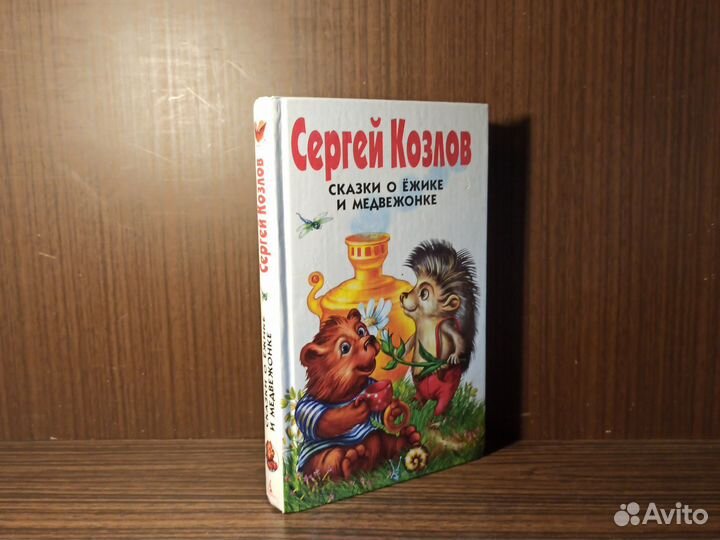 Сергей Козлов
СКАЗКИ О ЁЖИКЕ
И МЕДВЕЖОНКЕ
Сергей Козлов
СКАЗКИ О ЁЖИКЕ
И МЕДВЕЖОНКЕ
Avito